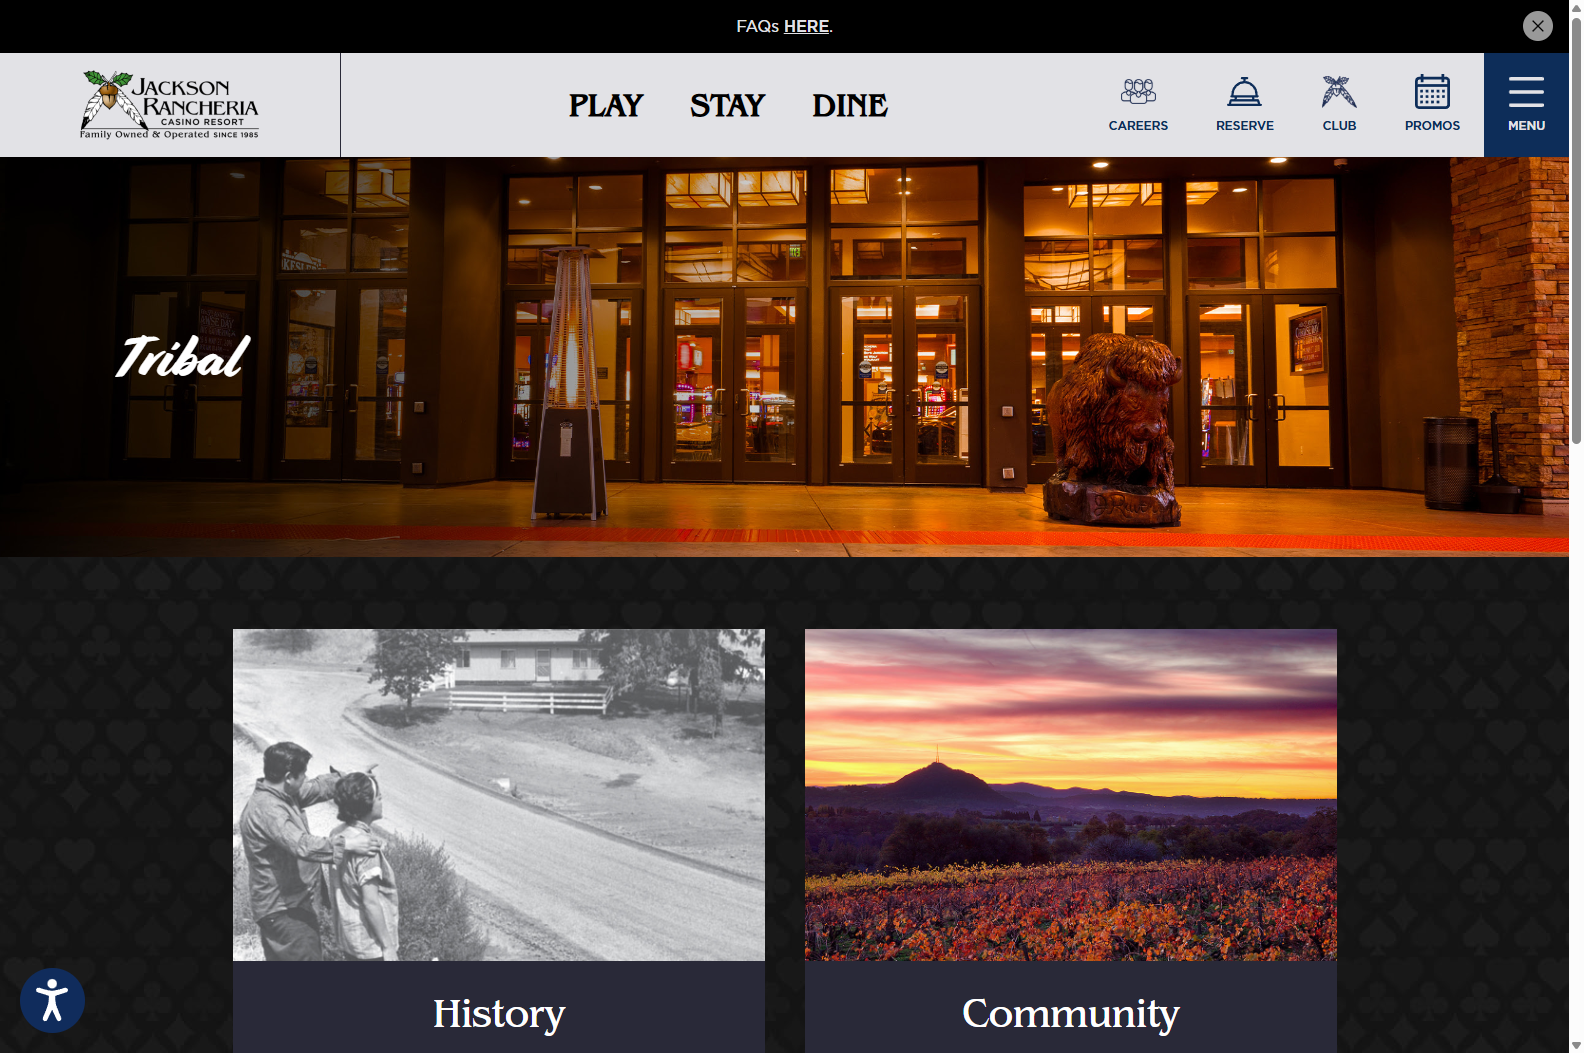 FAQs HERE.
JACKSON
RANCHERIA
CASINO RESORT
Family Owned & Operated SINCE 1985
PLAY STAY DINE
CAREERS RESERVE CLUB PROMOS MENU
Tribal
History Community